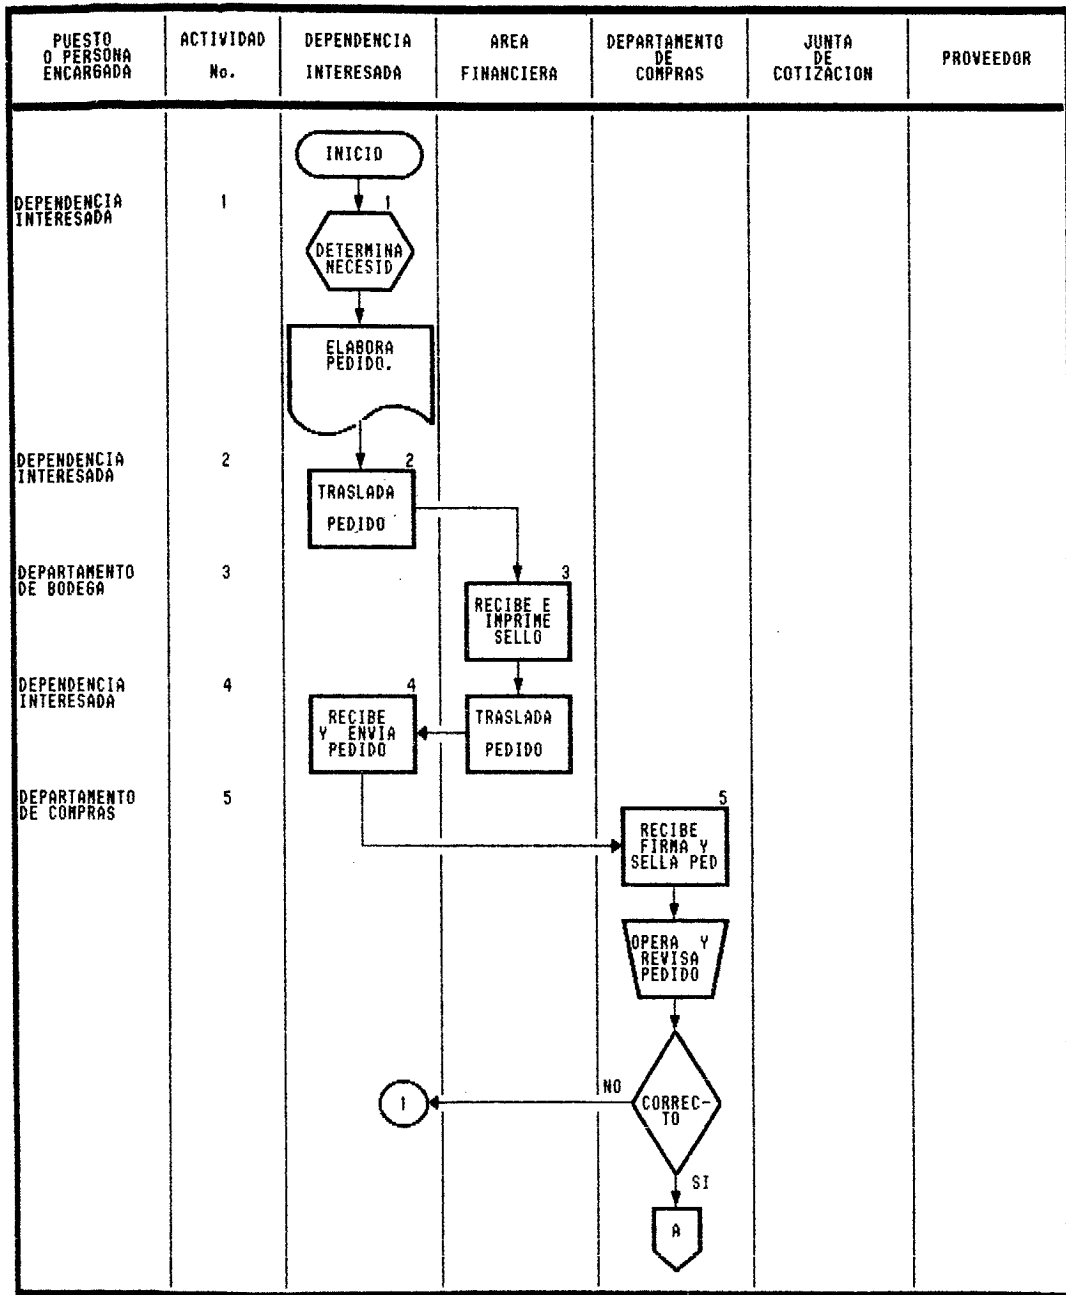 PUESTO
O PERSONA
ENCARGADA
ACTIVIDAD
No.
DEPENDENCIA
INTERESADA
AREA
FINANCIERA
DEPARTAMENTO
DE
COMPRAS
JUNTA
DE
COTIZACION
PROVEEDOR
INICIO
DEPENDENCIA
INTERESADA
1
1
DETERMINA
NECESID
ELABORA
PEDIDO.
DEPENDENCIA
INTERESADA
2
2
TRASLADA
PEDIDO
DEPARTAMENTO
DE BODEGA
3
3
RECIBE E
IMPRIME
SELLO
DEPENDENCIA
INTERESADA
4
4
RECIBE
Y ENVIA
PEDIDO
TRASLADA
PEDIDO
DEPARTAMENTO
DE COMPRAS
5
5
RECIBE
FIRMA Y
SELLA PED
OPERA Y
REVISA
PEDIDO
NO
1
CORREC-
TO
SI
A